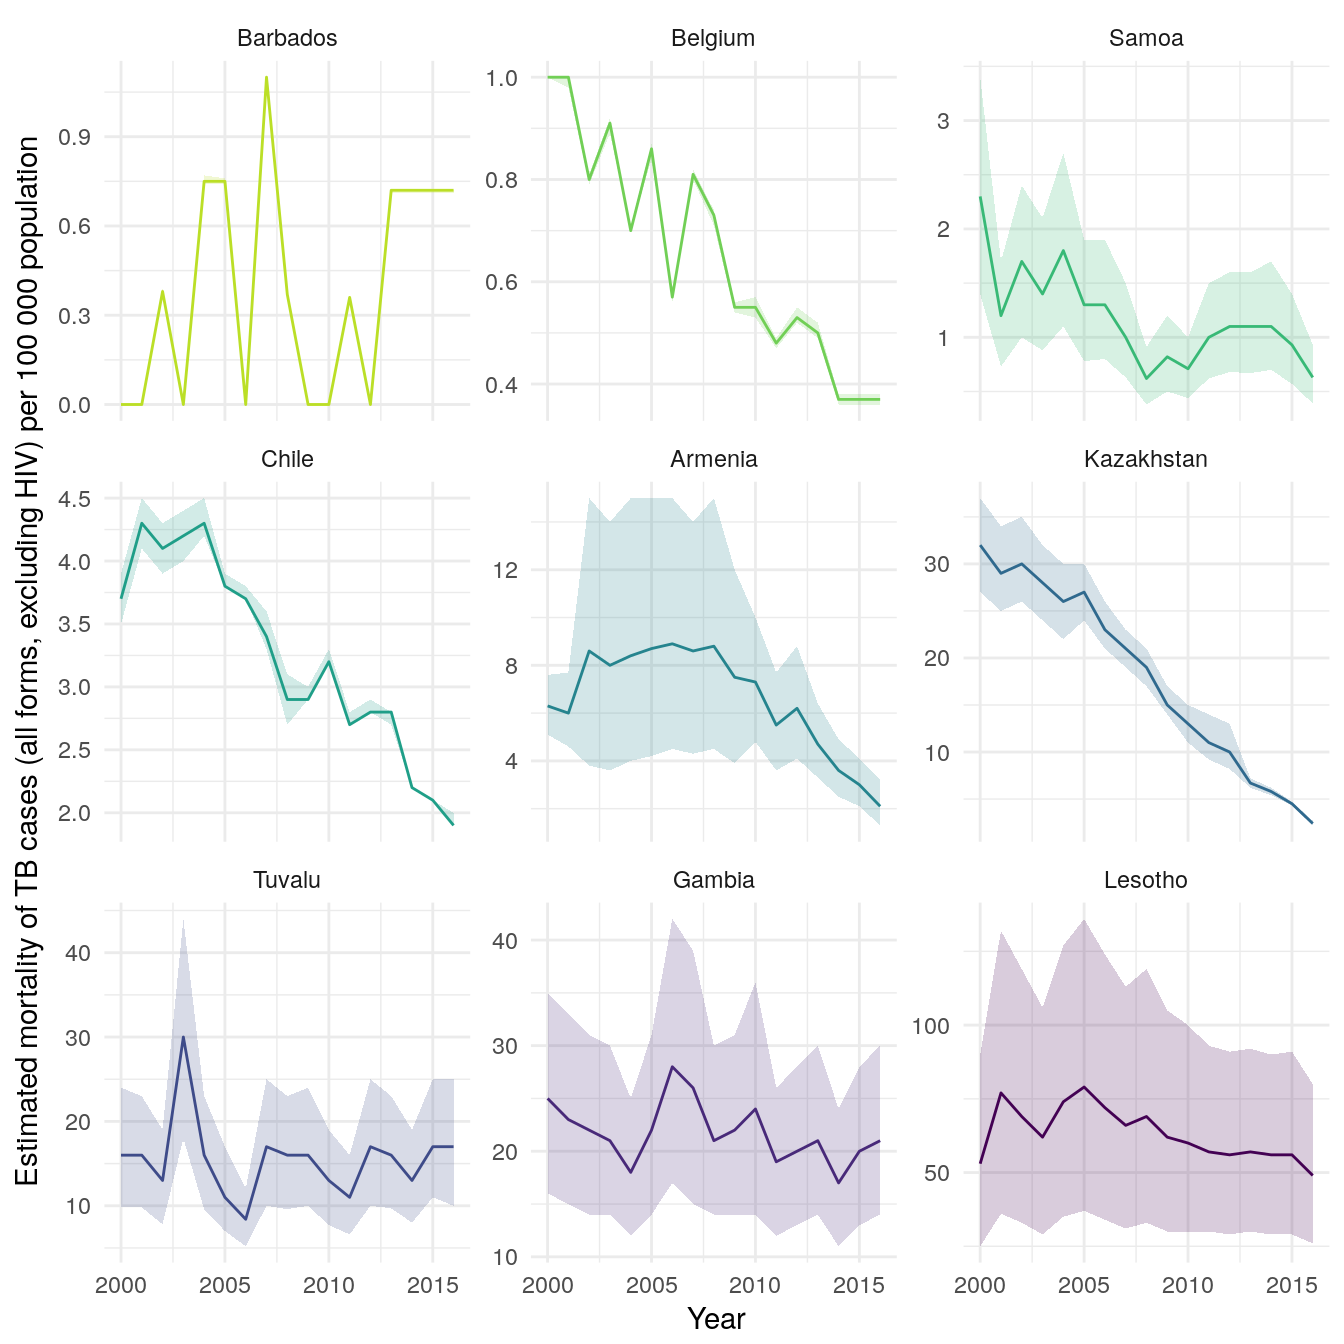 Estimated mortality of TB cases (all forms, excluding HIV) per 100 000 population
Barbados
0.9
0.6
0.3
0.0
Belgium
1.0
0.8
0.6
0.4
Samoa
3
2
1
Chile
4.5
4.0
3.5
3.0
2.5
2.0
Armenia
12
8
4
Kazakhstan
30
20
10
Tuvalu
40
30
20
10
2000 2005 2010 2015
Gambia
40
30
20
10
2000 2005 2010 2015
Lesotho
100
50
2000 2005 2010 2015
Year